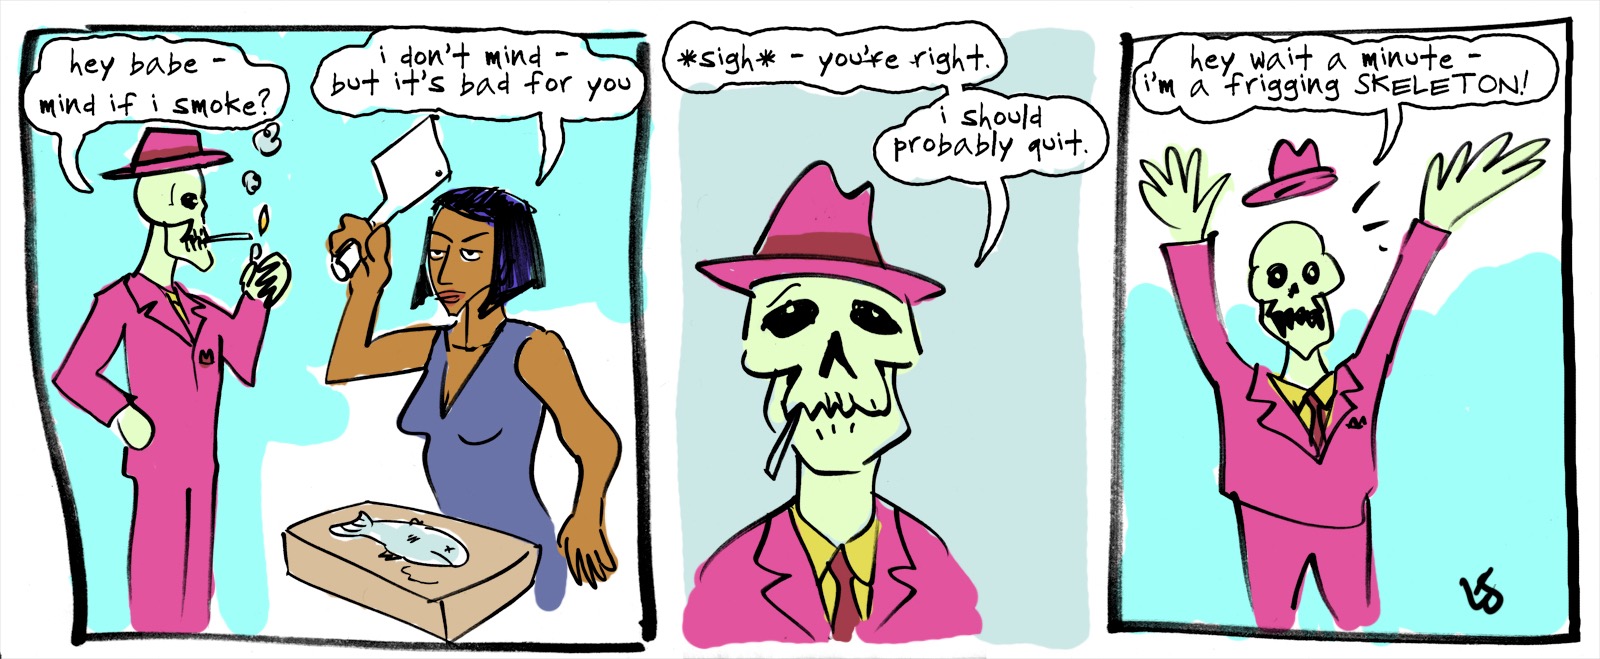 hey babe -
mind if i smoke?
i don't mind -
but it's bad for you
*sigh* - you're right.
i should
probably quit.
hey wait a minute -
i'm a frigging SKELETON!